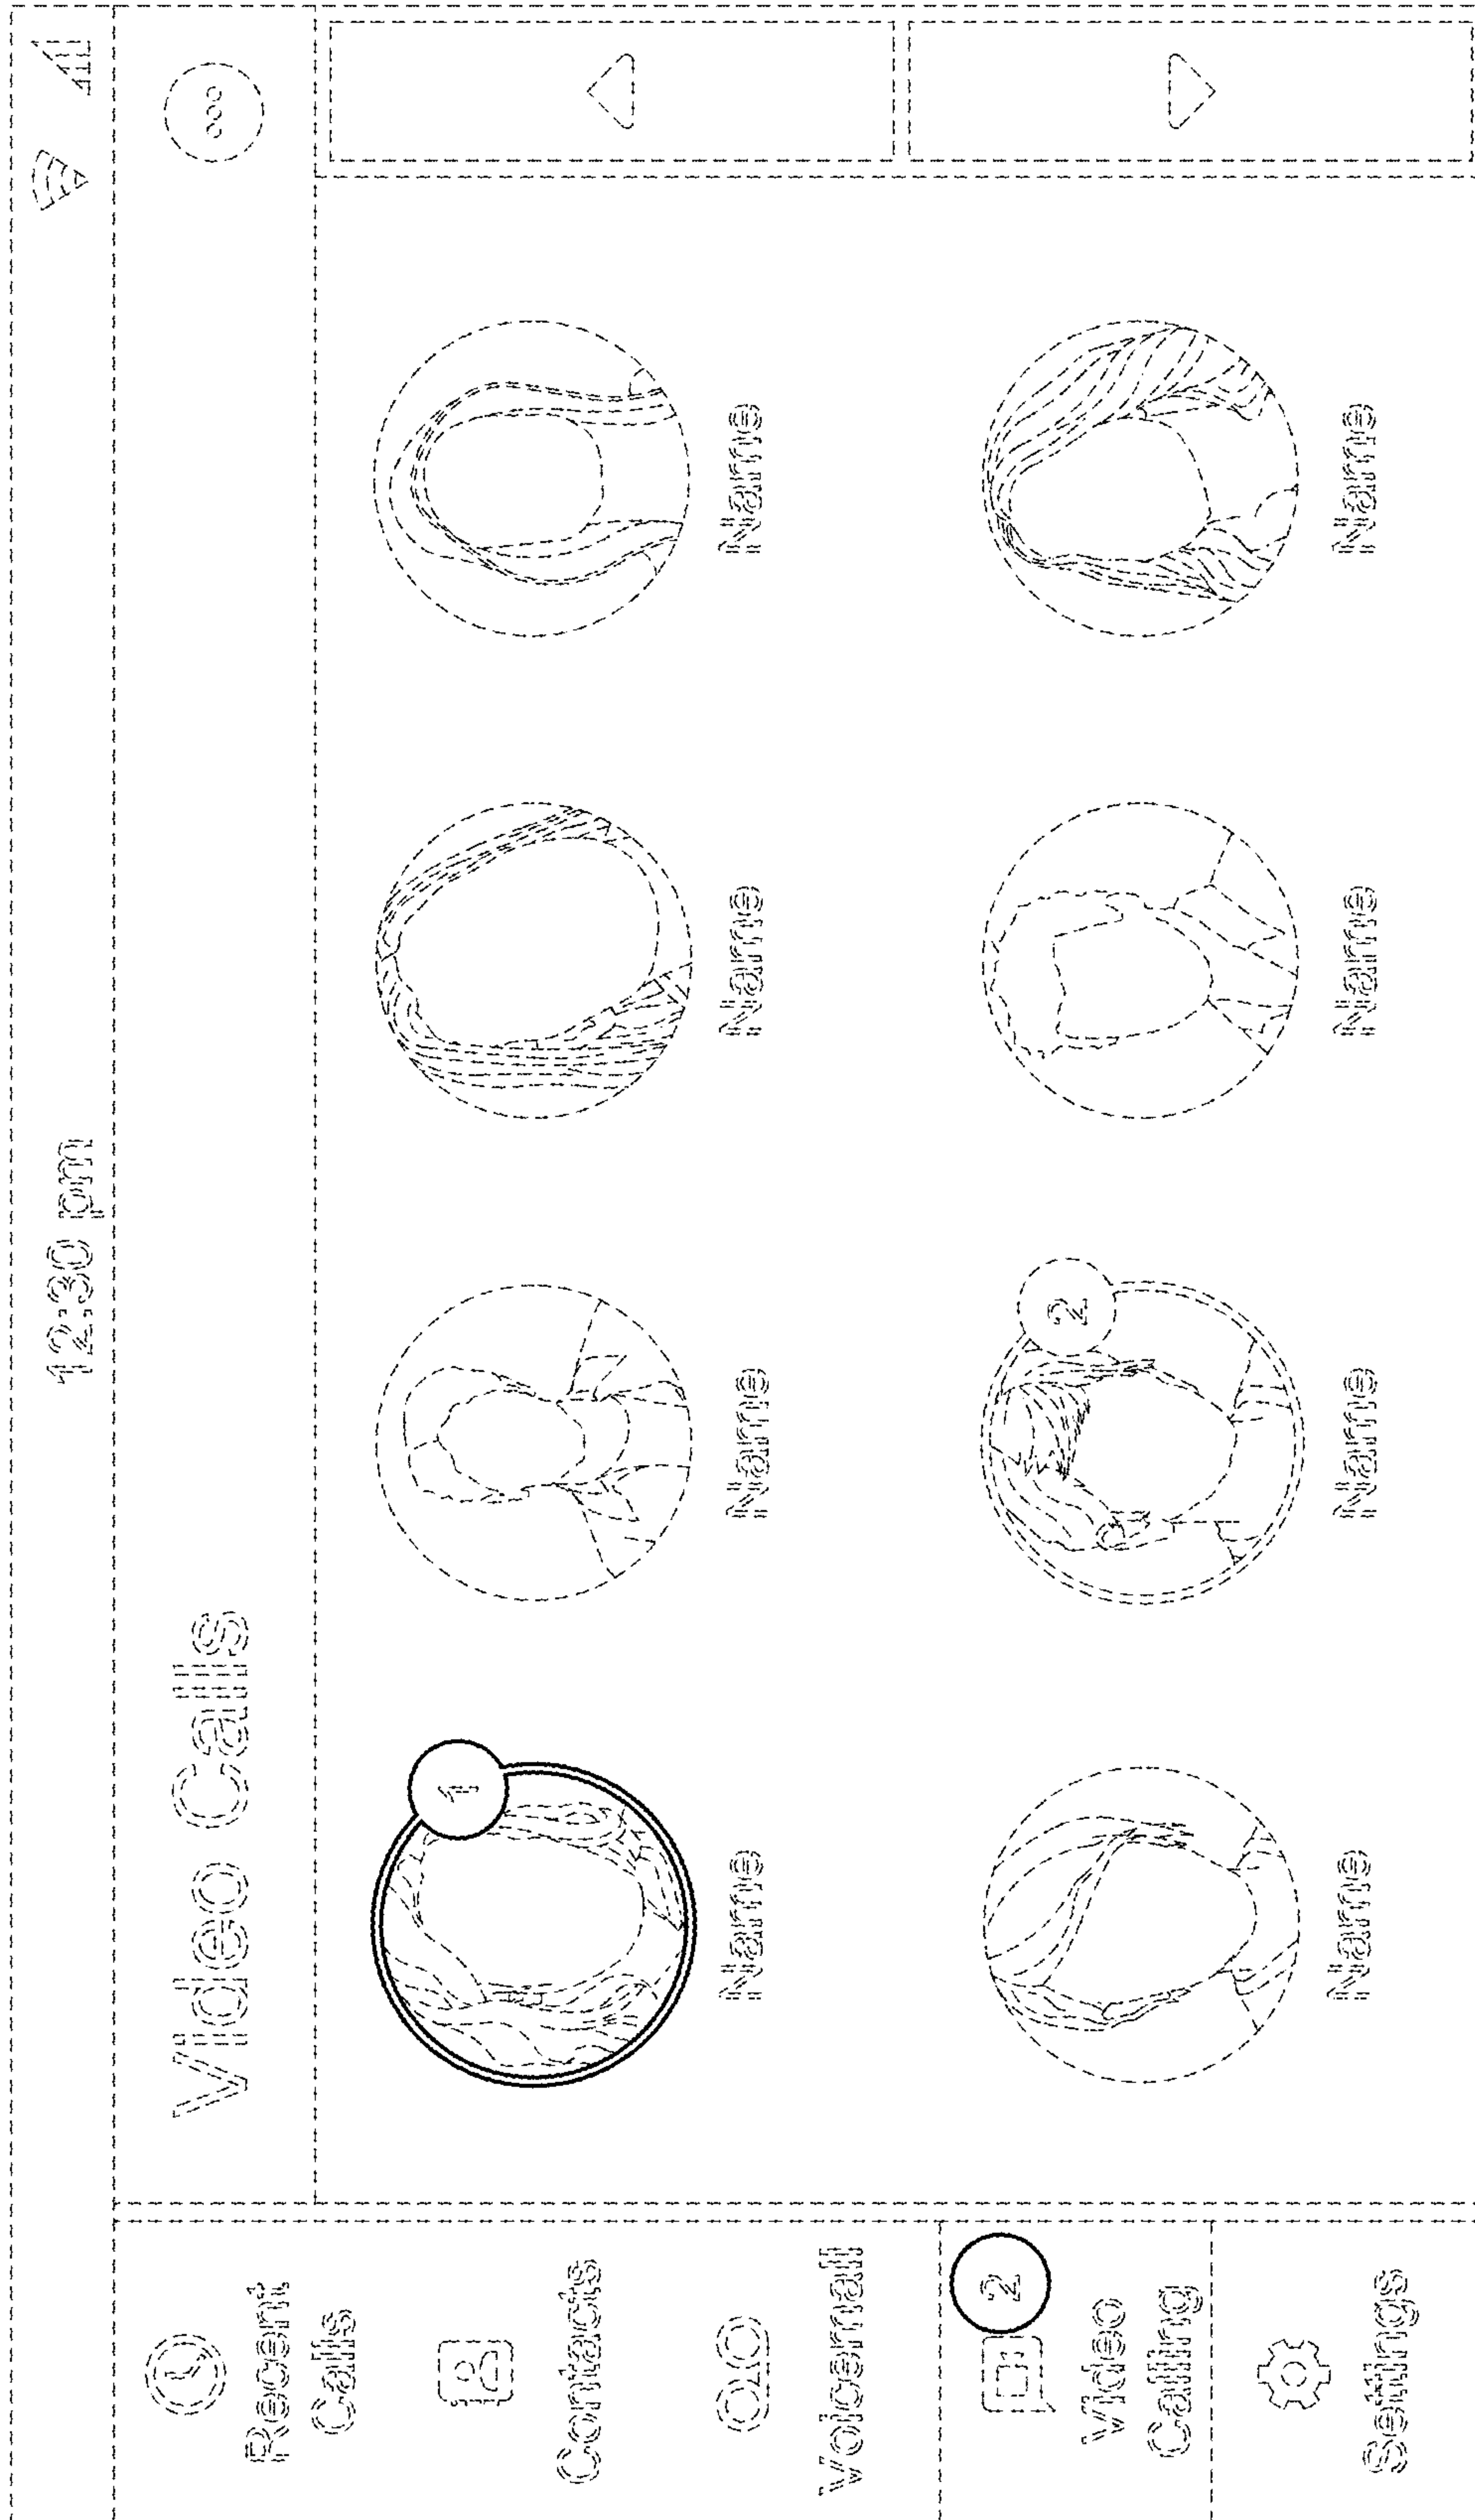 12:30 pm
Video Calls
Recent
Calls
Contacts
Voicemail
2
Video
Calling
Settings
1
Name
Name
Name
Name
Name
2
Name
Name
Name